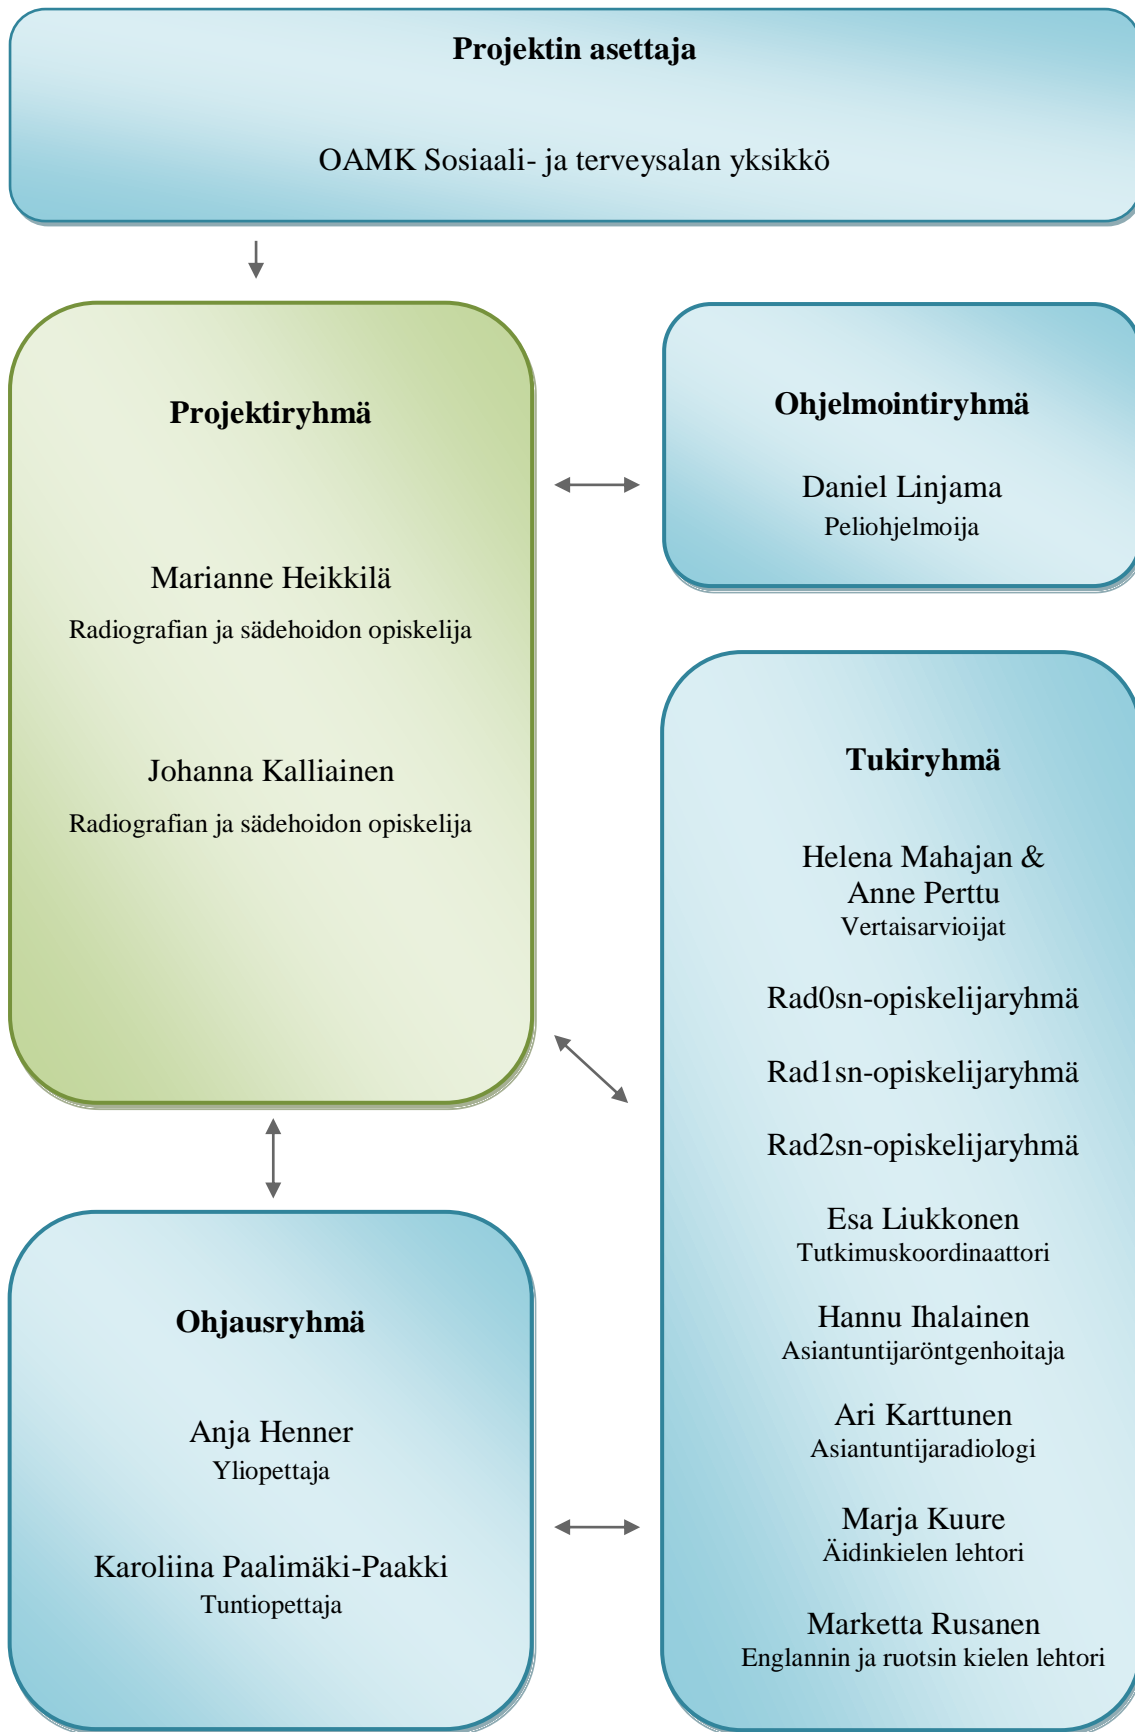 Projektin asettaja
OAMK Sosiaali- ja terveysalan yksikkö
Projektiryhmä
Marianne Heikkilä
Radiografian ja sädehoidon opiskelija
Johanna Kalliainen
Radiografian ja sädehoidon opiskelija
Ohjelmointiryhmä
Daniel Linjama
Peliohjelmoija
Tukiryhmä
Helena Mahajan &
Anne Perttu
Vertaisarvioijat
Rad0sn-opiskelijaryhmä
Rad1sn-opiskelijaryhmä
Rad2sn-opiskelijaryhmä
Esa Liukkonen
Tutkimuskoordinaattori
Hannu Ihalainen
Asiantuntijaröntgenhoitaja
Ari Karttunen
Asiantuntijaradiologi
Marja Kuure
Äidinkielen lehtori
Marketta Rusanen
Englannin ja ruotsin kielen lehtori
Ohjausryhmä
Anja Henner
Yliopettaja
Karoliina Paalimäki-Paakki
Tuntiopettaja